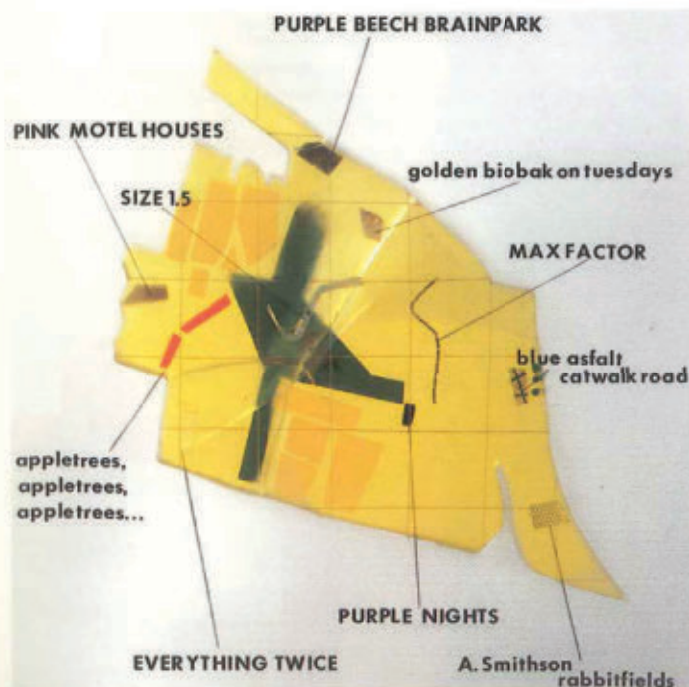 PURPLE BEECH BRAINPARK
PINK MOTEL HOUSES
golden biobak on tuesdays
SIZE 1.5
MAX FACTOR
blue asfalt
catwalk road
appletrees,
appletrees,
appletrees...
PURPLE NIGHTS
EVERYTHING TWICE
A. Smithson
rabbitfields